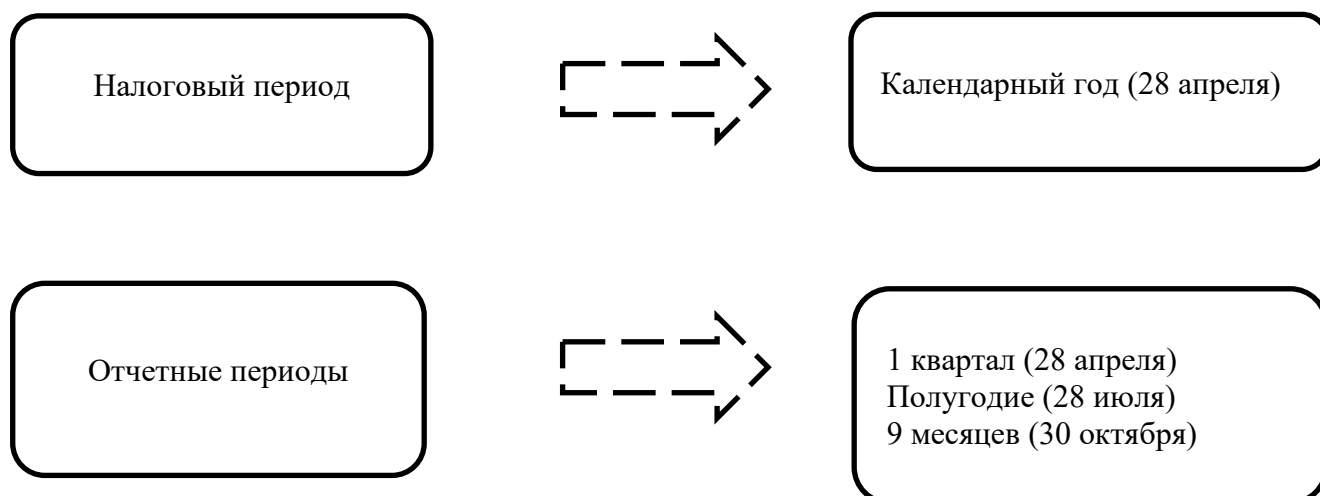 Налоговый период
Календарный год (28 апреля)
Отчетные периоды
1 квартал (28 апреля)
Полугодие (28 июля)
9 месяцев (30 октября)